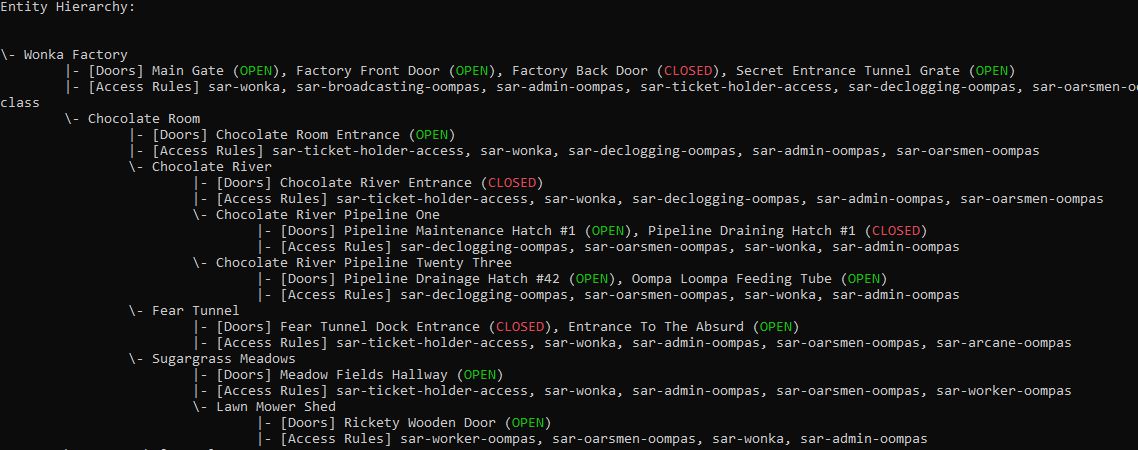 Entity Hierarchy:
\- Wonka Factory
|- [Doors] Main Gate (OPEN), Factory Front Door (OPEN), Factory Back Door (CLOSED), Secret Entrance Tunnel Grate (OPEN)
|- [Access Rules] sar-wonka, sar-broadcasting-oompas, sar-admin-oompas, sar-ticket-holder-access, sar-declogging-oompas, sar-oarsmen-o
class
\- Chocolate Room
|- [Doors] Chocolate Room Entrance (OPEN)
|- [Access Rules] sar-ticket-holder-access, sar-wonka, sar-declogging-oompas, sar-admin-oompas, sar-oarsmen-oompas
\- Chocolate River
|- [Doors] Chocolate River Entrance (CLOSED)
|- [Access Rules] sar-ticket-holder-access, sar-wonka, sar-declogging-oompas, sar-admin-oompas, sar-oarsmen-oompas
\- Chocolate River Pipeline One
|- [Doors] Pipeline Maintenance Hatch #1 (OPEN), Pipeline Draining Hatch #1 (CLOSED)
|- [Access Rules] sar-declogging-oompas, sar-oarsmen-oompas, sar-wonka, sar-admin-oompas
\- Chocolate River Pipeline Twenty Three
|- [Doors] Pipeline Drainage Hatch #42 (OPEN), Oompa Loompa Feeding Tube (OPEN)
|- [Access Rules] sar-declogging-oompas, sar-oarsmen-oompas, sar-wonka, sar-admin-oompas
\- Fear Tunnel
|- [Doors] Fear Tunnel Dock Entrance (CLOSED), Entrance To The Absurd (OPEN)
|- [Access Rules] sar-ticket-holder-access, sar-wonka, sar-admin-oompas, sar-oarsmen-oompas, sar-arcane-oompas
\- Sugargrass Meadows
|- [Doors] Meadow Fields Hallway (OPEN)
|- [Access Rules] sar-ticket-holder-access, sar-wonka, sar-admin-oompas, sar-oarsmen-oompas, sar-worker-oompas
\- Lawn Mower Shed
|- [Doors] Rickety Wooden Door (OPEN)
|- [Access Rules] sar-worker-oompas, sar-oarsmen-oompas, sar-wonka, sar-admin-oompas